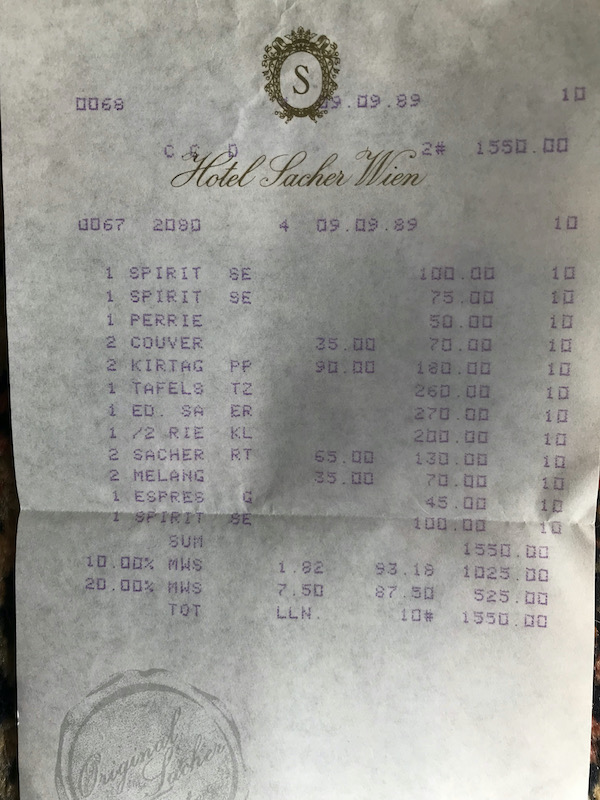 S
0068 09.09.89 10
C G D 2# 1550.00
Hotel Sacher Wien
0067 2080 4 09.09.89 10
1 SPIRIT SE 100.00 10
1 SPIRIT SE 75.00 10
1 PERRIE 50.00 10
2 COUVER 35.00 70.00 10
2 KIRTAG PP 90.00 180.00 10
1 TAFELS TZ 260.00 10
1 ED. SA ER 270.00 10
1 /2 RIE KL 200.00 10
2 SACHER RT 65.00 130.00 10
2 MELANG 35.00 70.00 10
1 ESPRES G 45.00 10
1 SPIRIT SE 100.00 10
SUM 1550.00
10.00% MWS 1.82 93.18 1025.00
20.00% MWS 7.50 87.50 525.00
TOT LLN. 10# 1550.00
Original
Sacher